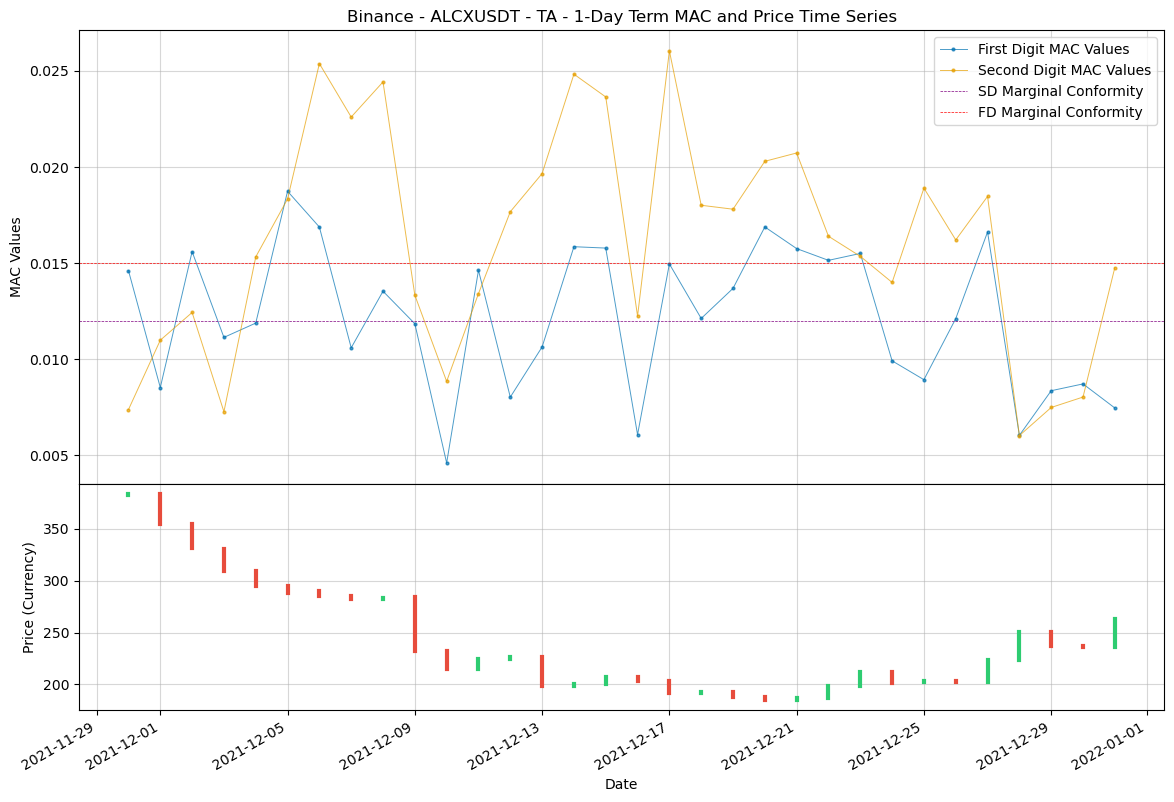 Binance - ALCXUSDT - TA - 1-Day Term MAC and Price Time Series
First Digit MAC Values
Second Digit MAC Values
SD Marginal Conformity
FD Marginal Conformity
MAC Values
0.025
0.020
0.015
0.010
0.005
Price (Currency)
350
300
250
200
2021-11-29
2021-12-01
2021-12-05
2021-12-09
2021-12-13
2021-12-17
2021-12-21
2021-12-25
2021-12-29
2022-01-01
Date